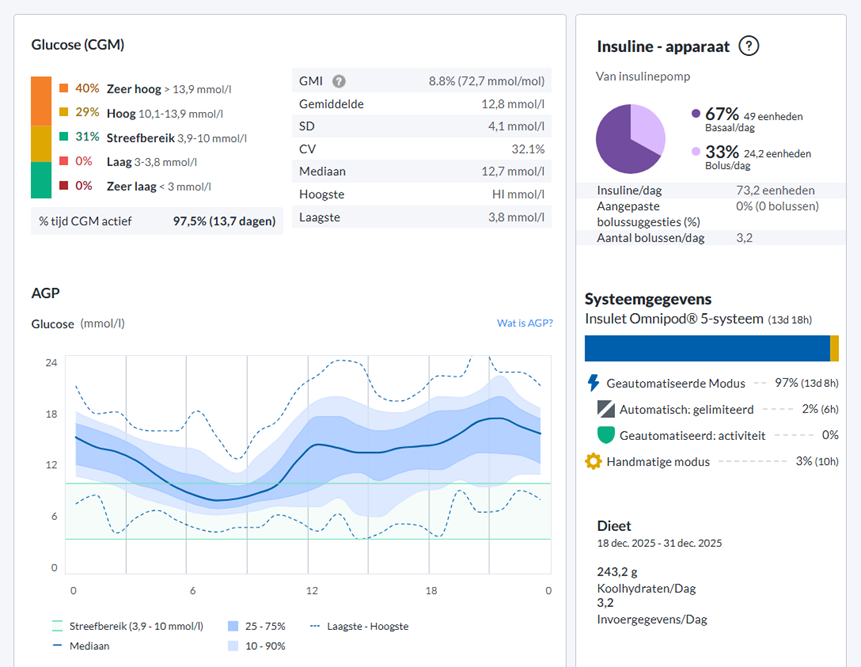 Glucose (CGM)
40% Zeer hoog > 13,9 mmol/l
29% Hoog 10,1-13,9 mmol/l
31% Streefbereik 3,9-10 mmol/l
0% Laag 3-3,8 mmol/l
0% Zeer laag < 3 mmol/l
% tijd CGM actief 97,5% (13,7 dagen)
GMI ? 8.8% (72,7 mmol/mol)
Gemiddelde 12,8 mmol/l
SD 4,1 mmol/l
CV 32.1%
Mediaan 12,7 mmol/l
Hoogste HI mmol/l
Laagste 3,8 mmol/l
AGP
Glucose (mmol/l) Wat is AGP?
24
18
12
6
0
0 6 12 18 0
Streefbereik (3,9 - 10 mmol/l) 25 - 75% Laagste - Hoogste
Mediaan 10 - 90%
Insuline - apparaat ?
Van insulinepomp
67% 49 eenheden
Basaal/dag
33% 24,2 eenheden
Bolus/dag
Insuline/dag 73,2 eenheden
Aangepaste 0% (0 bolussen)
bolussuggesties (%)
Aantal bolussen/dag 3,2
Systeemgegevens
Insulet Omnipod® 5-systeem (13d 18h)
Geautomatiseerde Modus 97% (13d 8h)
Automatisch: gelimiteerd 2% (6h)
Geautomatiseerd: activiteit 0%
Handmatige modus 3% (10h)
Dieet
18 dec. 2025 - 31 dec. 2025
243,2 g
Koolhydraten/Dag
3,2
Invoergegevens/Dag